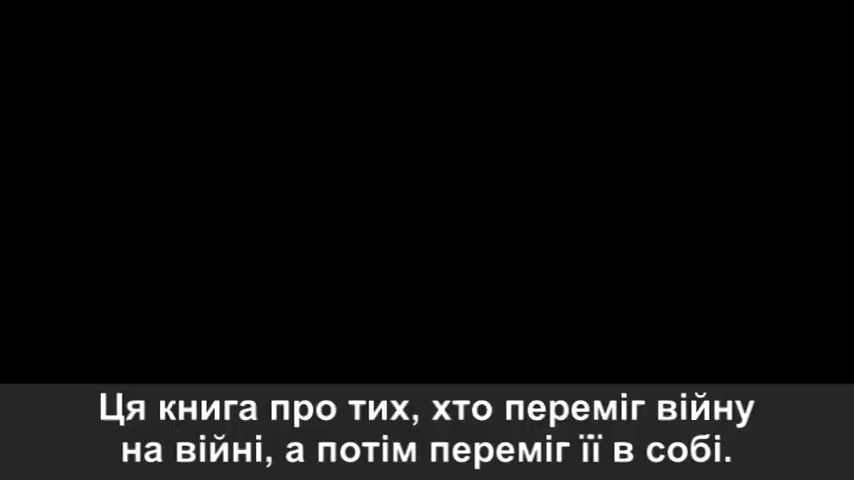 Ця книга про тих, хто переміг війну
на війні, а потім переміг її в собі.